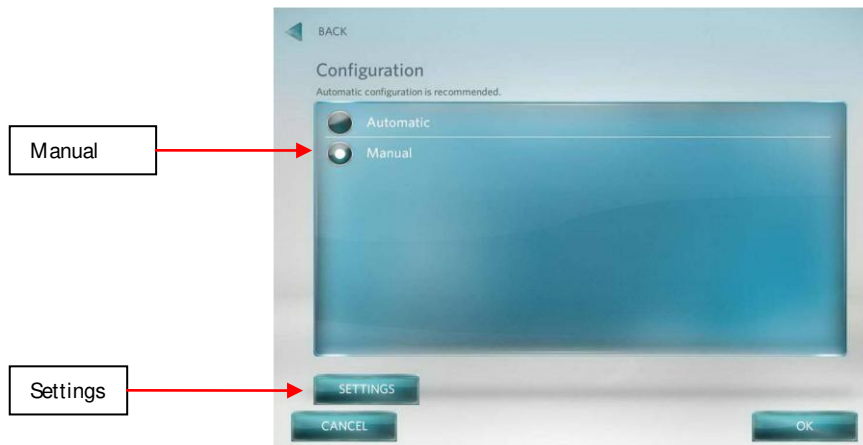 BACK
Configuration
Automatic configuration is recommended.
Automatic
Manual
Manual
Settings
SETTINGS
CANCEL
OK